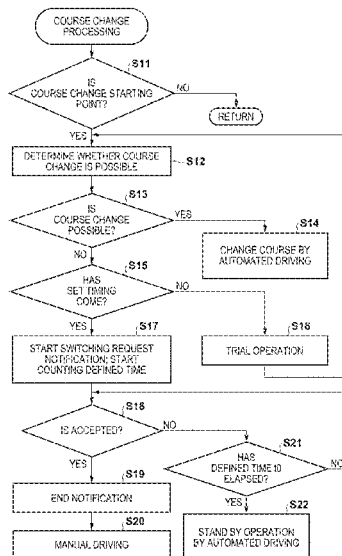 COURSE CHANGE
PROCESSING
S11
IS
COURSE CHANGE STARTING
POINT?
NO
RETURN
YES
DETERMINE WHETHER COURSE
CHANGE IS POSSIBLE
S12
S13
IS
COURSE CHANGE
POSSIBLE?
YES
S14
CHANGE COURSE BY
AUTOMATED DRIVING
NO
S15
HAS
SET TIMING
COME?
NO
YES
S17
S16
START SWITCHING REQUEST
NOTIFICATION; START
COUNTING DEFINED TIME
TRIAL OPERATION
S18
IS ACCEPTED?
NO
S21
HAS
DEFINED TIME t0
ELAPSED?
NO
YES
S19
END NOTIFICATION
YES
S22
S20
MANUAL DRIVING
STAND BY OPERATION
BY AUTOMATED DRIVING